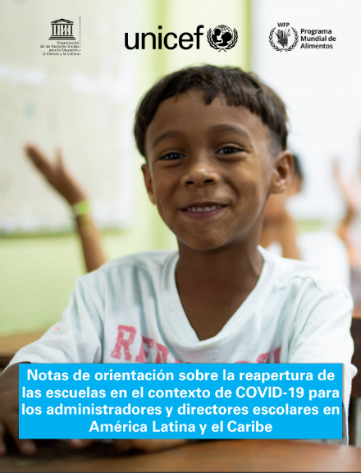 Organización
de las Naciones Unidas
para la Educación,
la Ciencia y la Cultura
unicef
WFP
Programa
Mundial de
Alimentos
Notas de orientación sobre la reapertura de
las escuelas en el contexto de COVID-19 para
los administradores y directores escolares en
América Latina y el Caribe